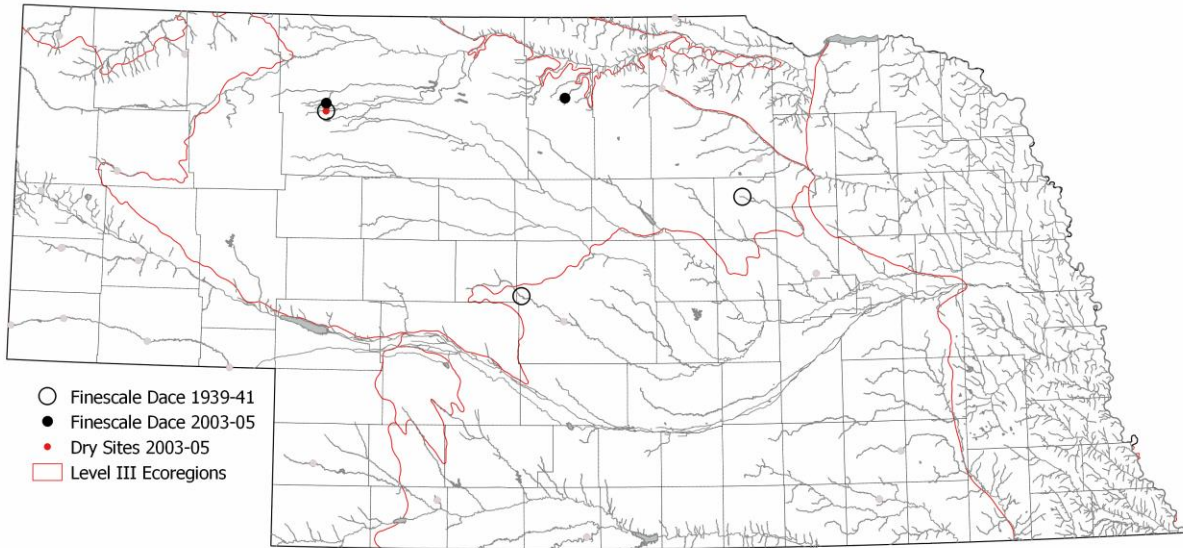 Finescale Dace 1939-41
Finescale Dace 2003-05
Dry Sites 2003-05
Level III Ecoregions